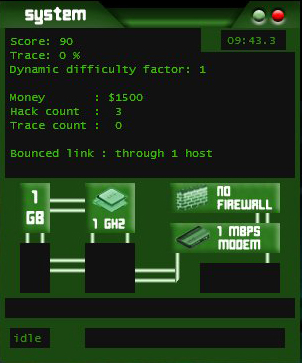 system
Score: 90
09:43.3
Trace: 0 %
Dynamic difficulty factor: 1
Money : $1500
Hack count : 3
Trace count : 0
Bounced link : through 1 host
1
GB
1 GHZ
NO
FIREWALL
1 MBPS
MODEM
idle